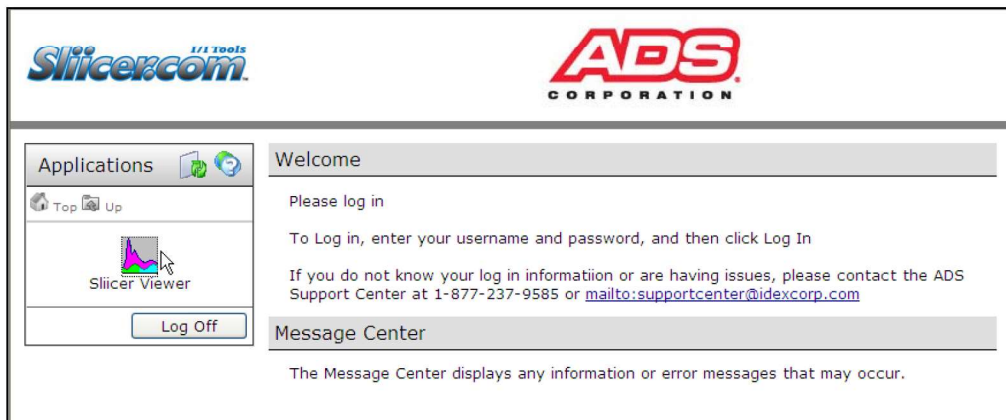 I/I Tools
Sliicer.com
ADS
CORPORATION
Applications
Top Up
Sliicer Viewer
Log Off
Welcome
Please log in
To Log in, enter your username and password, and then click Log In
If you do not know your log in informatiion or are having issues, please contact the ADS
Support Center at 1-877-237-9585 or mailto:supportcenter@idexcorp.com
Message Center
The Message Center displays any information or error messages that may occur.